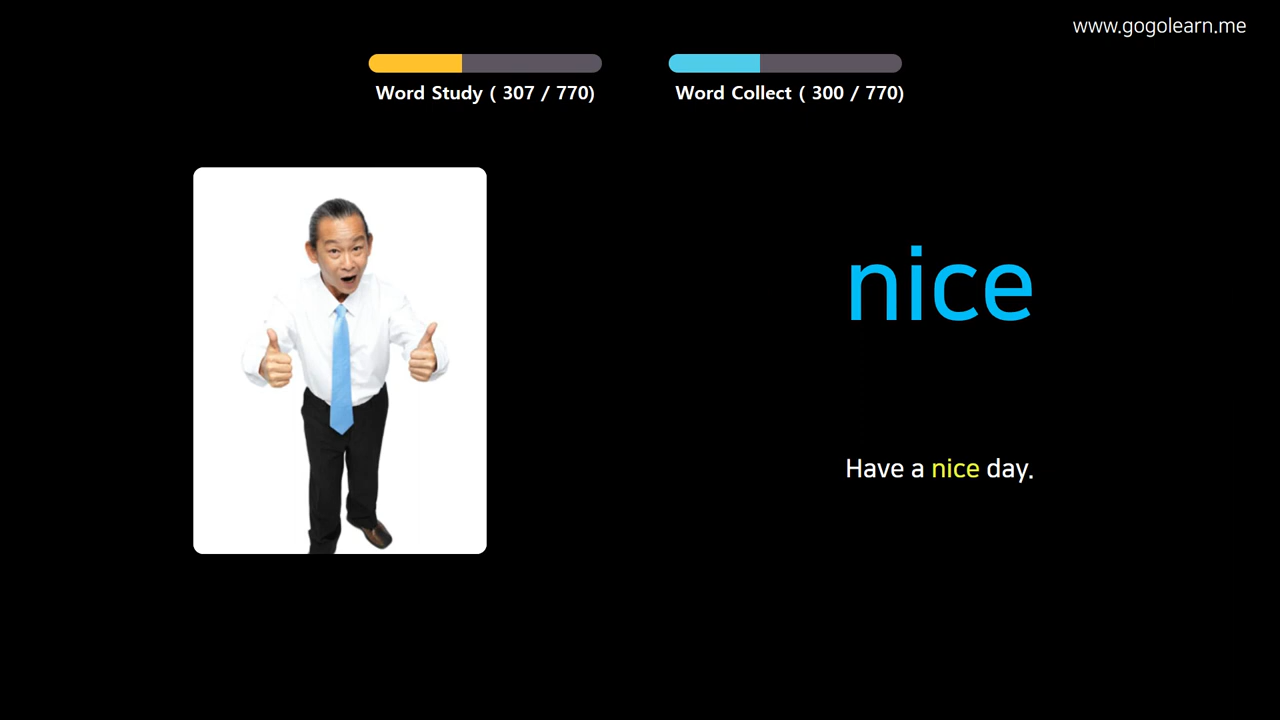 www.gogolearn.me
Word Study ( 307 / 770)
Word Collect ( 300 / 770)
nice
Have a nice day.